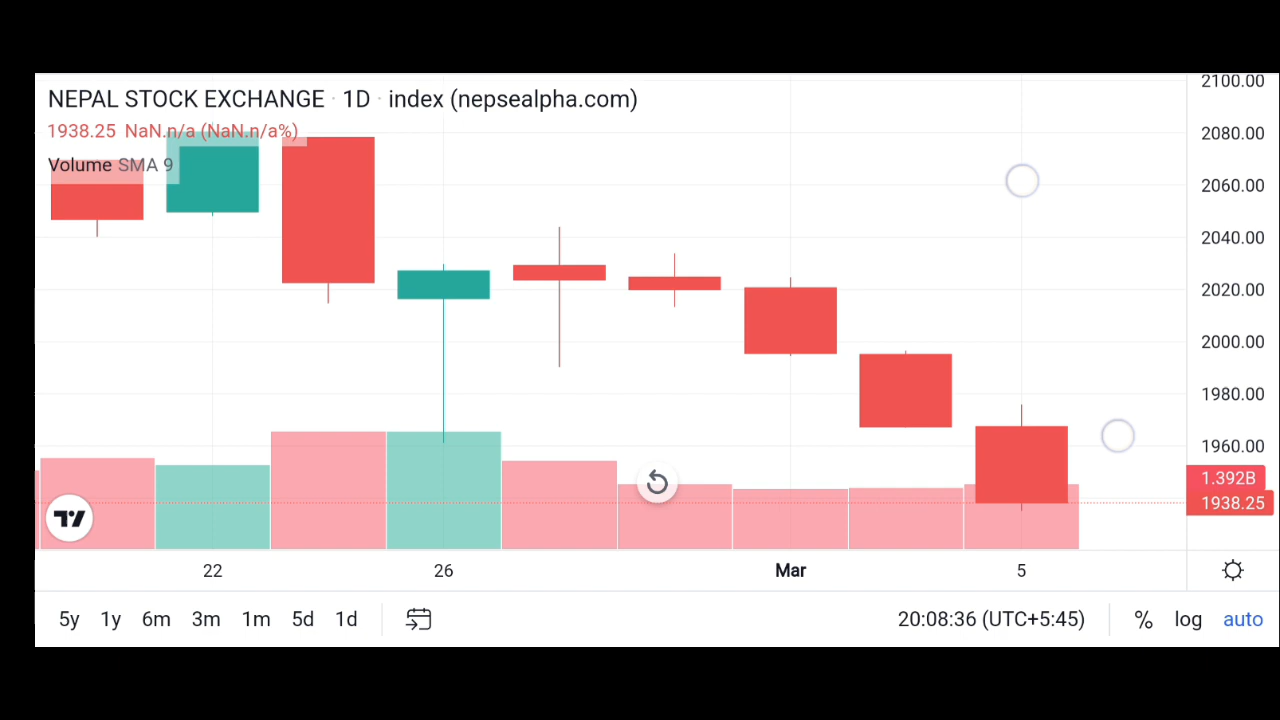 NEPAL STOCK EXCHANGE · 1D · index (nepsealpha.com)
1938.25 NaN.n/a (NaN.n/a%)
Volume SMA 9
2100.00
2080.00
2060.00
2040.00
2020.00
2000.00
1980.00
1960.00
1.392B
1938.25
22 26 Mar 5
5y 1y 6m 3m 1m 5d 1d 20:08:36 (UTC+5:45) % log auto